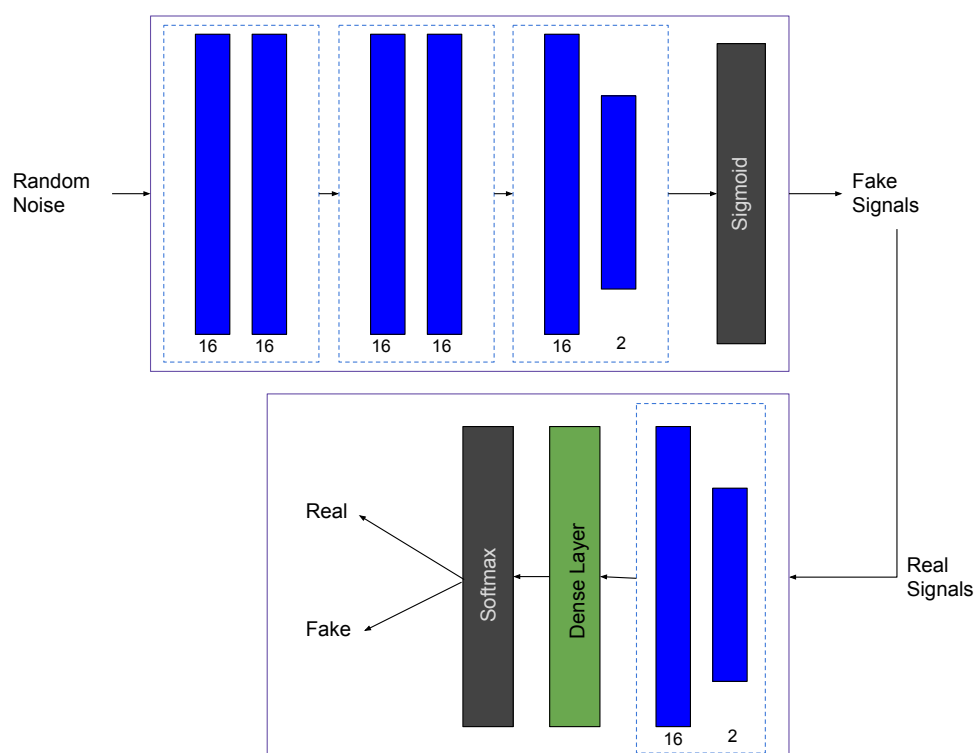 Random
Noise
16
16
16
16
16
2
Sigmoid
Fake
Signals
Real
Signals
16
2
Dense Layer
Softmax
Real
Fake